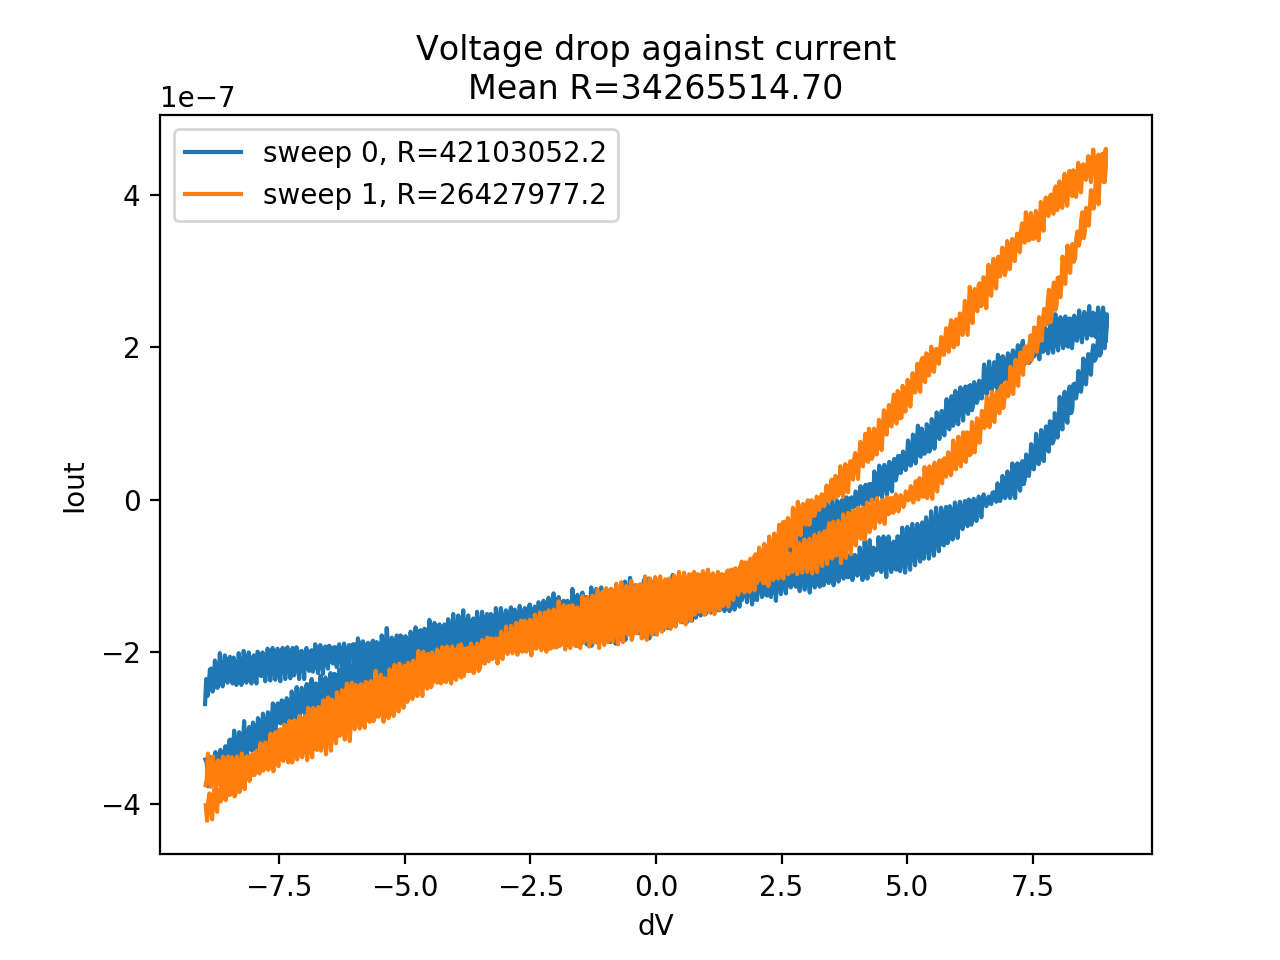 Voltage drop against current
Mean R=34265514.70
1e−7
sweep 0, R=42103052.2
sweep 1, R=26427977.2
4
2
0
−2
−4
Iout
−7.5 −5.0 −2.5 0.0 2.5 5.0 7.5
dV